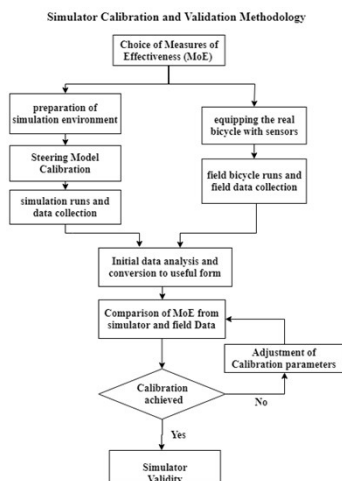 Simulator Calibration and Validation Methodology
Choice of Measures of
Effectiveness (MoE)
preparation of
simulation environment
Steering Model
Calibration
simulation runs and
data collection
equipping the real
bicycle with sensors
field bicycle runs and
field data collection
Initial data analysis and
conversion to useful form
Comparison of MoE from
simulator and field Data
Adjustment of
Calibration parameters
Calibration
achieved
No
Yes
Simulator
Validity